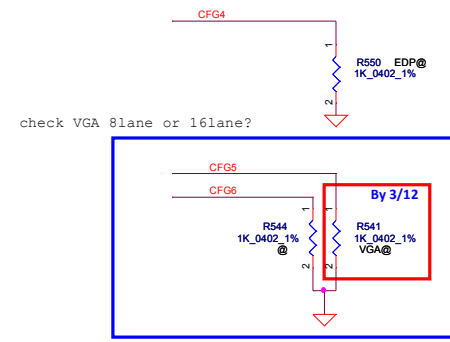 CFG4
1
R550 EDP@
1K_0402_1%
2
check VGA 8lane or 16lane?
CFG5
By 3/12
CFG6
1
1
R544
R541
1K_0402_1%
1K_0402_1%
@
VGA@
2
2